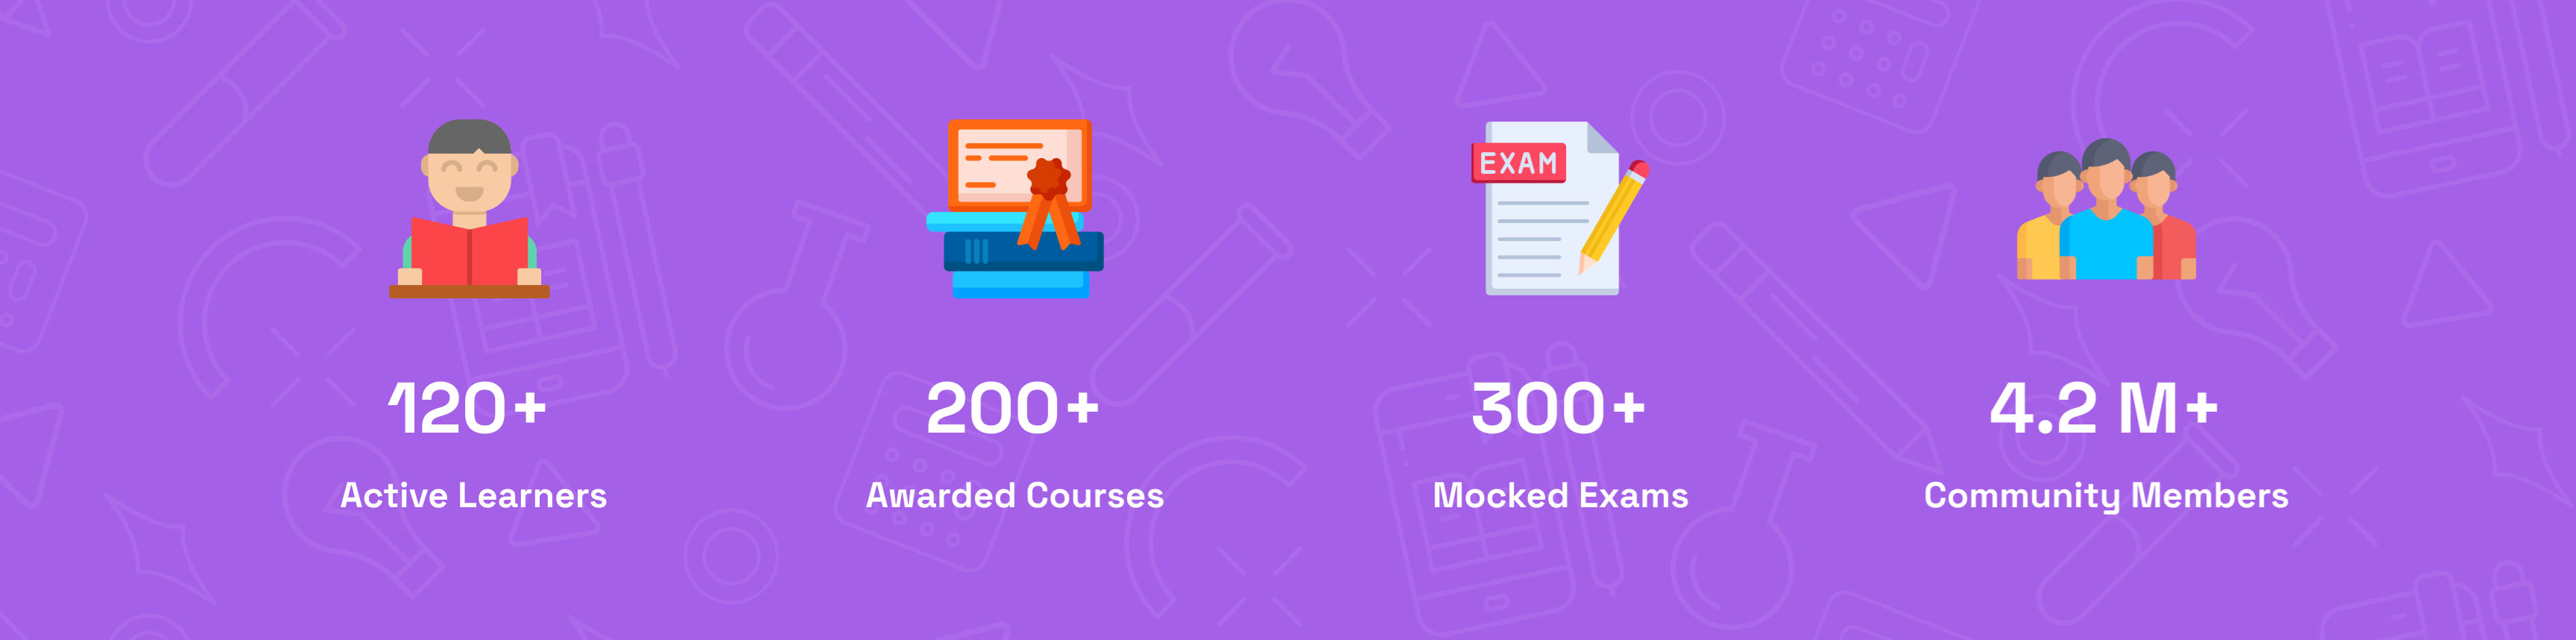 EXAM
120+
200+
300+
4.2 M+
Active Learners
Awarded Courses
Mocked Exams
Community Members